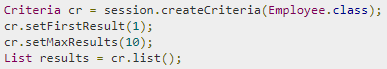 Criteria cr = session.createCriteria(Employee.class);
cr.setFirstResult(1);
cr.setMaxResults(10);
List results = cr.list();